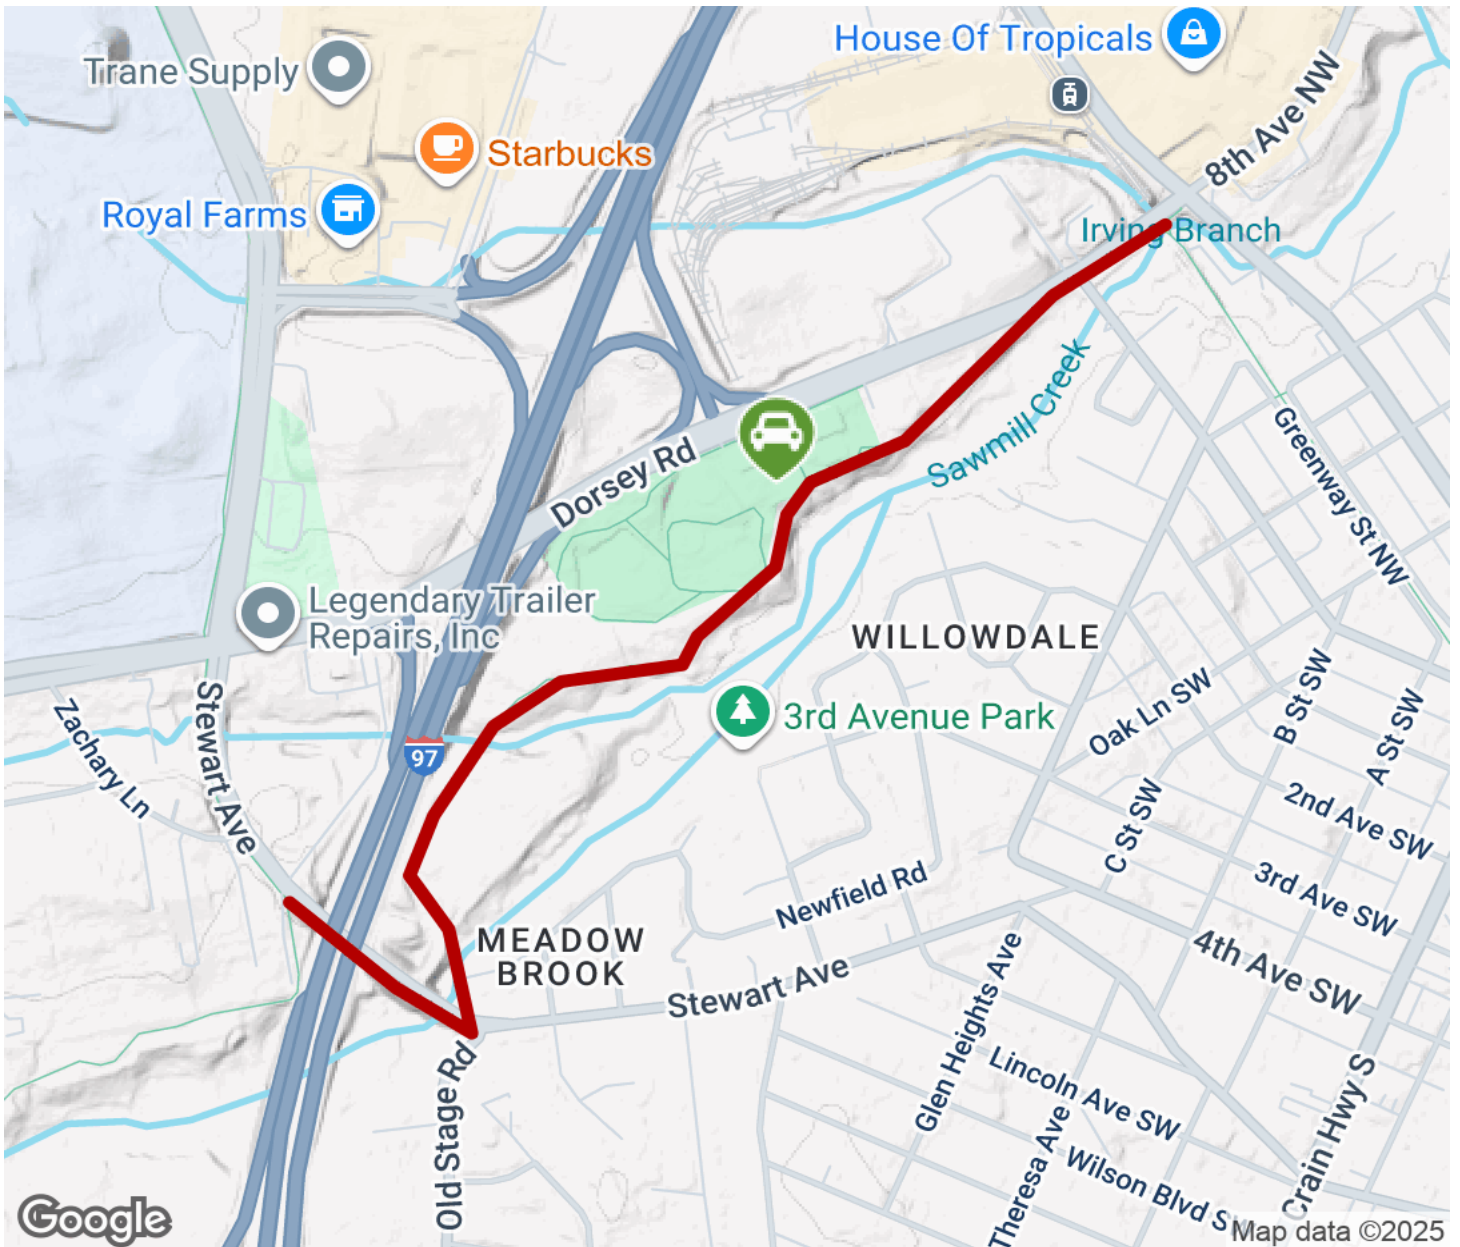 House Of Tropicals
Trane Supply
8th Ave NW
Starbucks
Royal Farms
Irving Branch
Sawmill Creek
Greenway St NW
Dorsey Rd
Legendary Trailer
Repairs, Inc
WILLOWDALE
Oak Ln SW
B St SW
A St SW
Stewart Ave
Zachary Ln
97
3rd Avenue Park
2nd Ave SW
C St SW
3rd Ave SW
Newfield Rd
MEADOW
BROOK
4th Ave SW
Stewart Ave
Glen Heights Ave
Lincoln Ave SW
Old Stage Rd
Theresa Ave
Wilson Blvd S
Crain Hwy S
Google
Map data ©2025